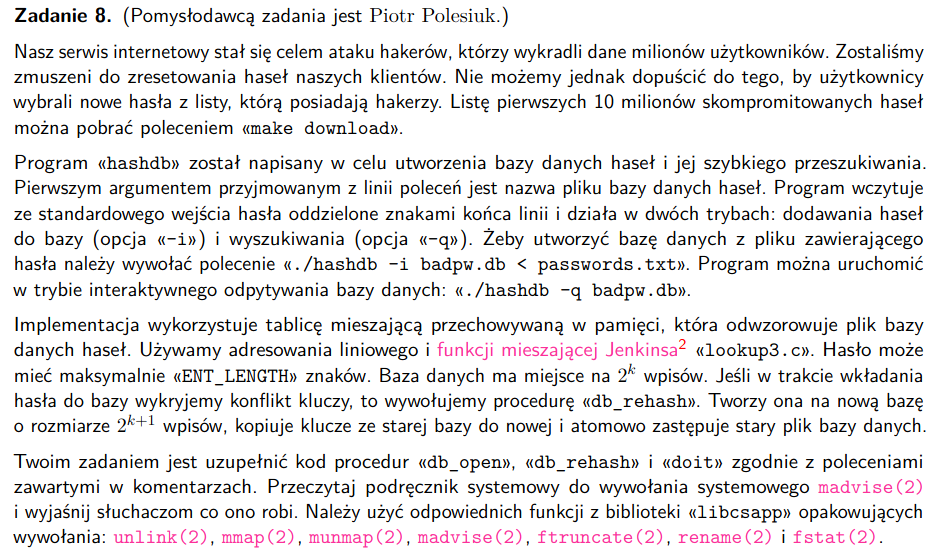 Zadanie 8. (Pomysłodawcą zadania jest Piotr Polesiuk.)
Nasz serwis internetowy stał się celem ataku hakerów, którzy wykradli dane milionów użytkowników. Zostaliśmy
zmuszeni do zresetowania haseł naszych klientów. Nie możemy jednak dopuścić do tego, by użytkownicy
wybrali nowe hasła z listy, którą posiadają hakerzy. Listę pierwszych 10 milionów skompromitowanych haseł
można pobrać poleceniem «make download».
Program «hashdb» został napisany w celu utworzenia bazy danych haseł i jej szybkiego przeszukiwania.
Pierwszym argumentem przyjmowanym z linii poleceń jest nazwa pliku bazy danych haseł. Program wczytuje
ze standardowego wejścia hasła oddzielone znakami końca linii i działa w dwóch trybach: dodawania haseł
do bazy (opcja «-i») i wyszukiwania (opcja «-q»). Żeby utworzyć bazę danych z pliku zawierającego
hasła należy wywołać polecenie «./hashdb -i badpw.db < passwords.txt». Program można uruchomić
w trybie interaktywnego odpytywania bazy danych: «./hashdb -q badpw.db».
Implementacja wykorzystuje tablicę mieszającą przechowywaną w pamięci, która odwzorowuje plik bazy
danych haseł. Używamy adresowania liniowego i funkcji mieszającej Jenkinsa² «lookup3.c». Hasło może
mieć maksymalnie «ENT_LENGTH» znaków. Baza danych ma miejsce na 2^k wpisów. Jeśli w trakcie wkładania
hasła do bazy wykryjemy konflikt kluczy, to wywołujemy procedurę «db_rehash». Tworzy ona na nową bazę
o rozmiarze 2^{k+1} wpisów, kopiuje klucze ze starej bazy do nowej i atomowo zastępuje stary plik bazy danych.
Twoim zadaniem jest uzupełnić kod procedur «db_open», «db_rehash» i «doit» zgodnie z poleceniami
zawartymi w komentarzach. Przeczytaj podręcznik systemowy do wywołania systemowego madvise(2)
i wyjaśnij słuchaczom co ono robi. Należy użyć odpowiednich funkcji z biblioteki «libcsapp» opakowujących
wywołania: unlink(2), mmap(2), munmap(2), madvise(2), ftruncate(2), rename(2) i fstat(2).